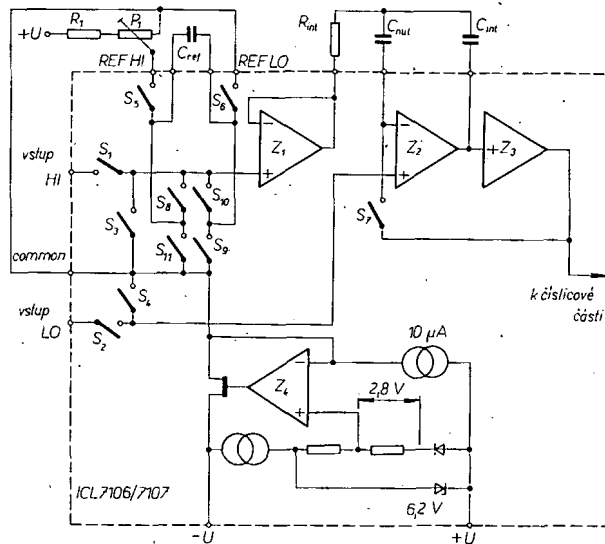 R1 P1
+U
REF HI
Cref
REF LO
Rint
Cnul
Cint
S5
S6
Z1
Z2
Z3
vstup
HI
S1
S8
S10
S7
S3
S11
S9
common
S4
vstup
LO
S2
k číslicové
části
10 µA
Z4
2,8 V
6,2 V
ICL7106/7107
-U
+U